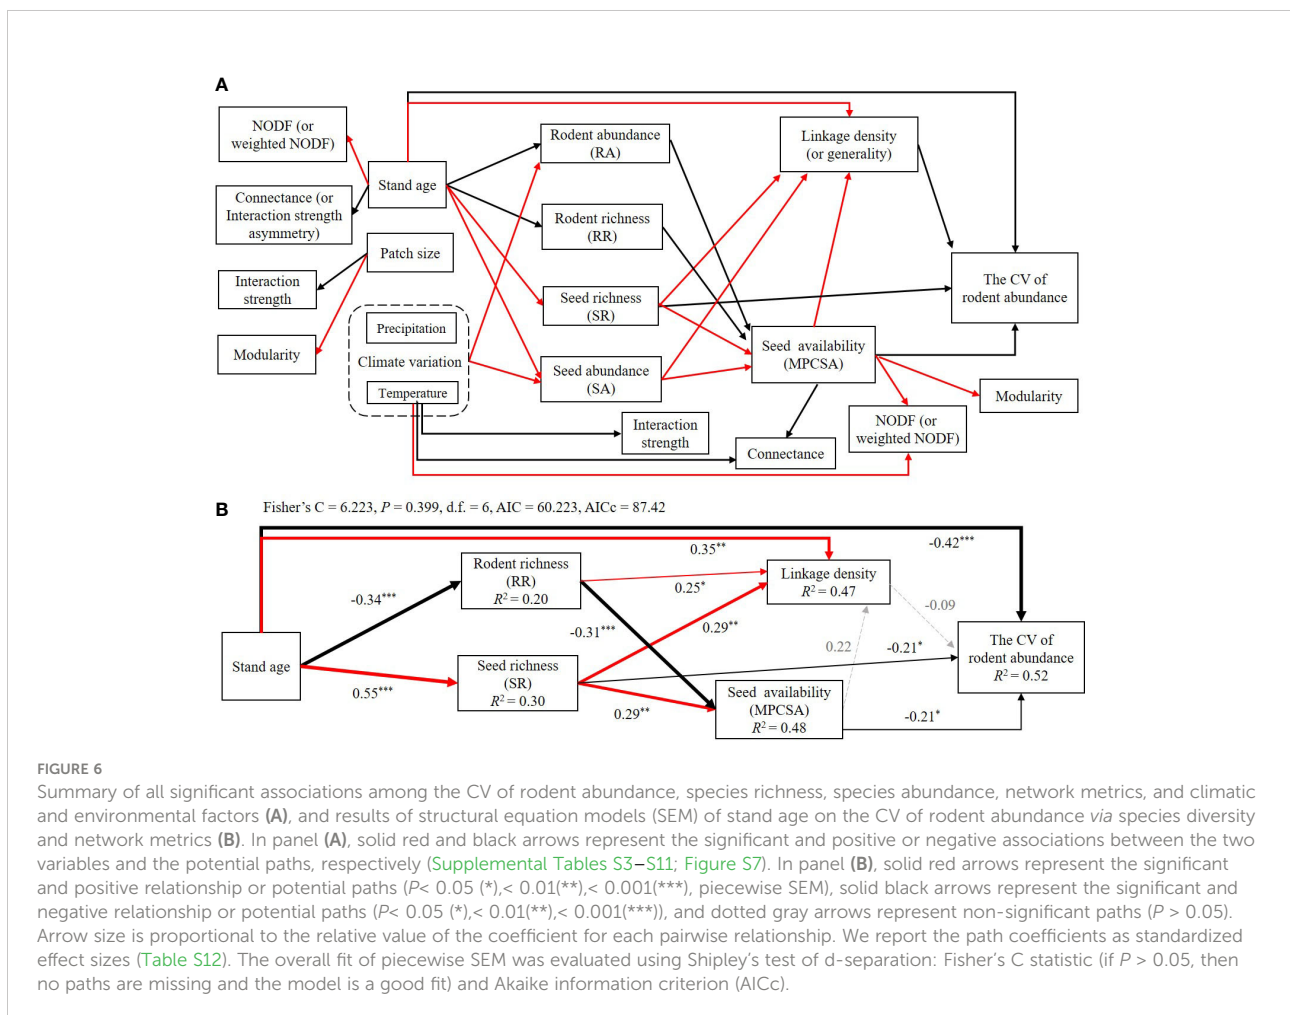 A
NODF (or
weighted NODF)
Connectance (or
Interaction strength
asymmetry)
Interaction
strength
Modularity
Stand age
Patch size
Precipitation
Climate variation
Temperature
Rodent abundance
(RA)
Rodent richness
(RR)
Seed richness
(SR)
Seed abundance
(SA)
Interaction
strength
Linkage density
(or generality)
Seed availability
(MPCSA)
Connectance
The CV of
rodent abundance
Modularity
NODF (or
weighted NODF)
B
Fisher's C = 6.223, P = 0.399, d.f. = 6, AIC = 60.223, AICc = 87.42
Stand age
-0.34***
0.55***
Rodent richness
(RR)
R² = 0.20
Seed richness
(SR)
R² = 0.30
0.35**
0.25*
-0.31***
0.29**
0.29**
Linkage density
R² = 0.47
0.22
Seed availability
(MPCSA)
R² = 0.48
-0.42***
-0.09
-0.21*
-0.21*
The CV of
rodent abundance
R² = 0.52
FIGURE 6
Summary of all significant associations among the CV of rodent abundance, species richness, species abundance, network metrics, and climatic
and environmental factors (A), and results of structural equation models (SEM) of stand age on the CV of rodent abundance via species diversity
and network metrics (B). In panel (A), solid red and black arrows represent the significant and positive or negative associations between the two
variables and the potential paths, respectively (Supplemental Tables S3–S11; Figure S7). In panel (B), solid red arrows represent the significant
and positive relationship or potential paths (P< 0.05 (*),< 0.01(**),< 0.001(***), piecewise SEM), solid black arrows represent the significant and
negative relationship or potential paths (P< 0.05 (*),< 0.01(**),< 0.001(***)), and dotted gray arrows represent non-significant paths (P > 0.05).
Arrow size is proportional to the relative value of the coefficient for each pairwise relationship. We report the path coefficients as standardized
effect sizes (Table S12). The overall fit of piecewise SEM was evaluated using Shipley's test of d-separation: Fisher's C statistic (if P > 0.05, then
no paths are missing and the model is a good fit) and Akaike information criterion (AICc).